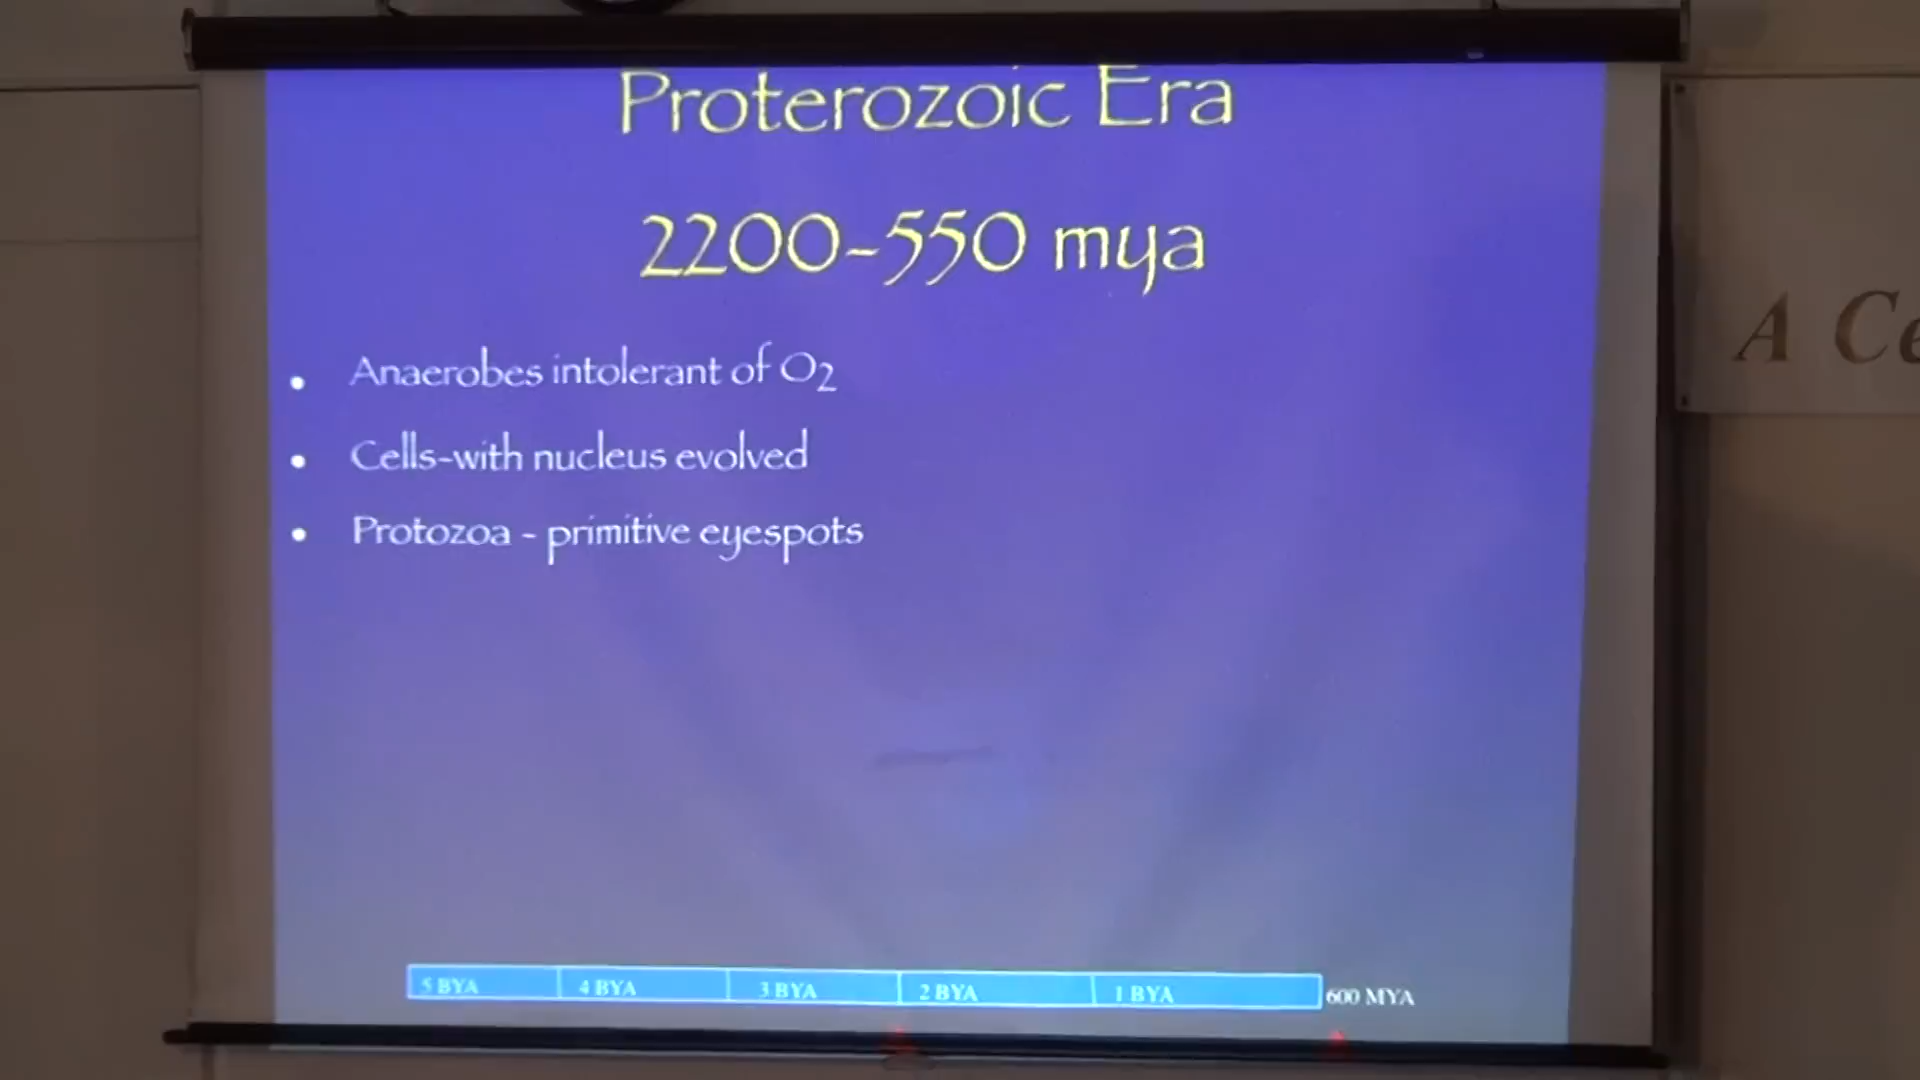 Proterozoic Era
2200-550 mya
• Anaerobes intolerant of O2
• Cells-with nucleus evolved
• Protozoa - primitive eyespots
5 BYA 4 BYA 3 BYA 2 BYA 1 BYA 600 MYA
A